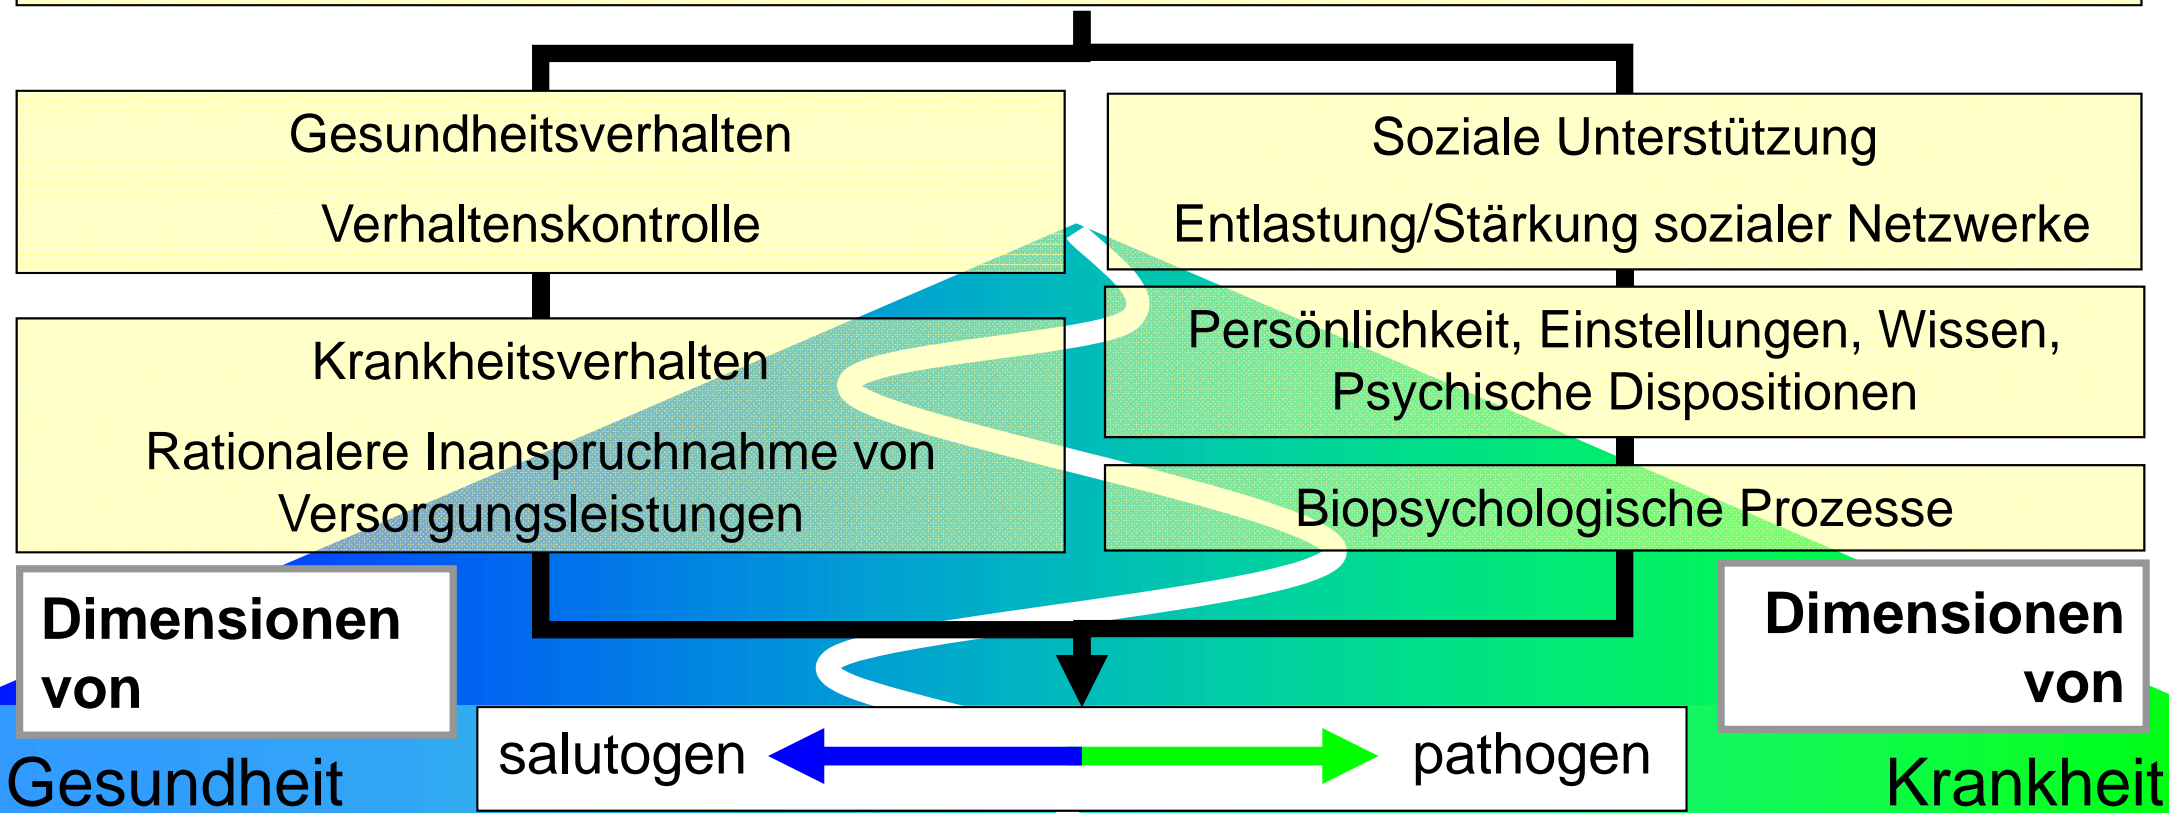 Gesundheitsverhalten
Verhaltenskontrolle
Soziale Unterstützung
Entlastung/Stärkung sozialer Netzwerke
Krankheitsverhalten
Rationalere Inanspruchnahme von
Versorgungsleistungen
Persönlichkeit, Einstellungen, Wissen,
Psychische Dispositionen
Biopsychologische Prozesse
Dimensionen
von
Gesundheit
salutogen
pathogen
Dimensionen
von
Krankheit